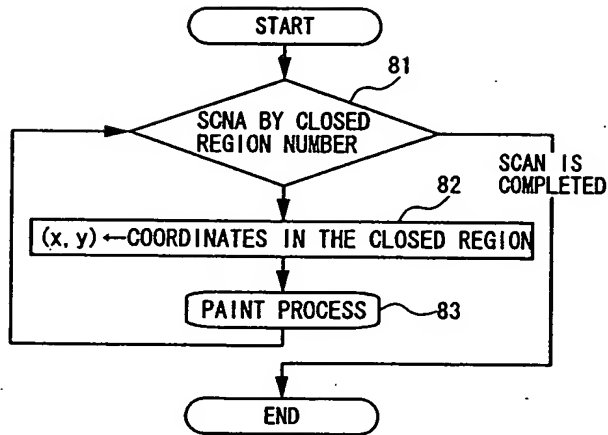 START
81
SCNA BY CLOSED
REGION NUMBER
SCAN IS
COMPLETED
82
(x, y)←COORDINATES IN THE CLOSED REGION
PAINT PROCESS
83
END